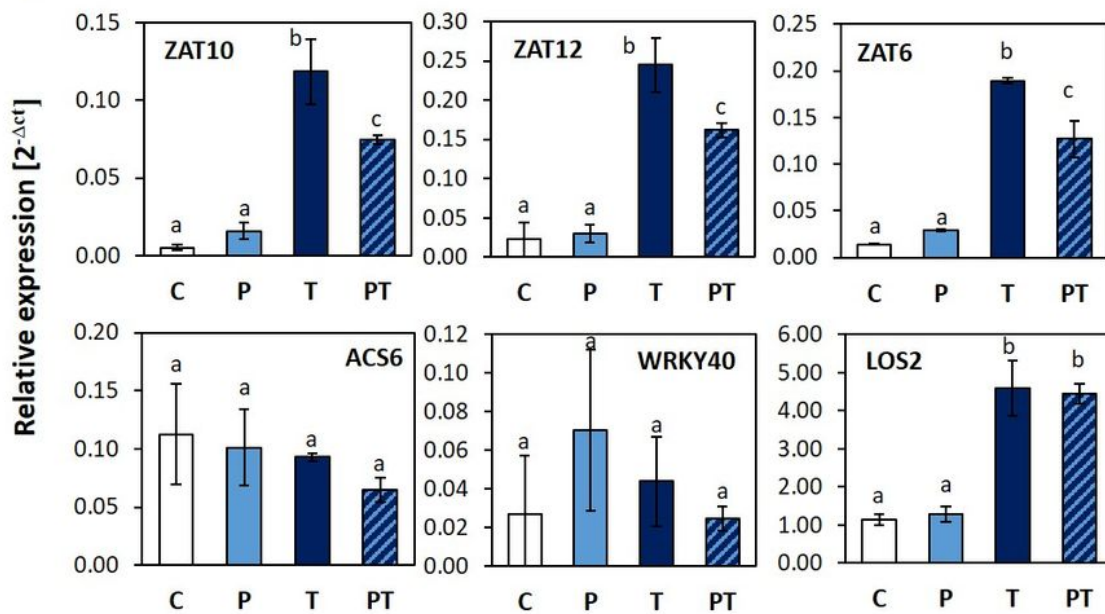 Relative expression [2^-Δct]
0.15
0.10
0.05
0.00
ZAT10
a
a
b
c
C P T PT
0.30
0.25
0.20
0.15
0.10
0.05
0.00
ZAT12
a
a
b
c
C P T PT
0.25
0.20
0.15
0.10
0.05
0.00
ZAT6
a
a
b
c
C P T PT
0.20
0.15
0.10
0.05
0.00
ACS6
a
a
a
a
C P T PT
0.12
0.10
0.08
0.06
0.04
0.02
0.00
WRKY40
a
a
a
a
C P T PT
6.00
5.00
4.00
3.00
2.00
1.00
0.00
LOS2
a
a
b
b
C P T PT